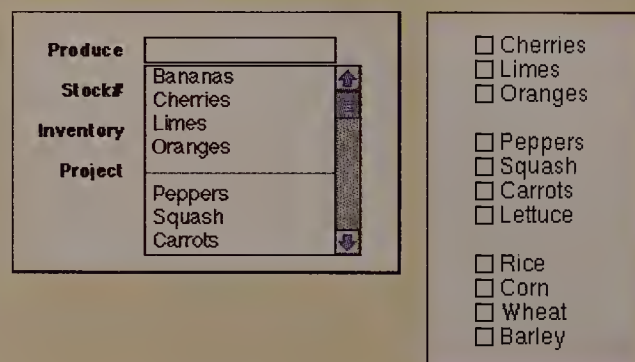 Produce
Stock#
Inventory
Project
Bananas
Cherries
Limes
Oranges
Peppers
Squash
Carrots
Cherries
Limes
Oranges
Peppers
Squash
Carrots
Lettuce
Rice
Corn
Wheat
Barley